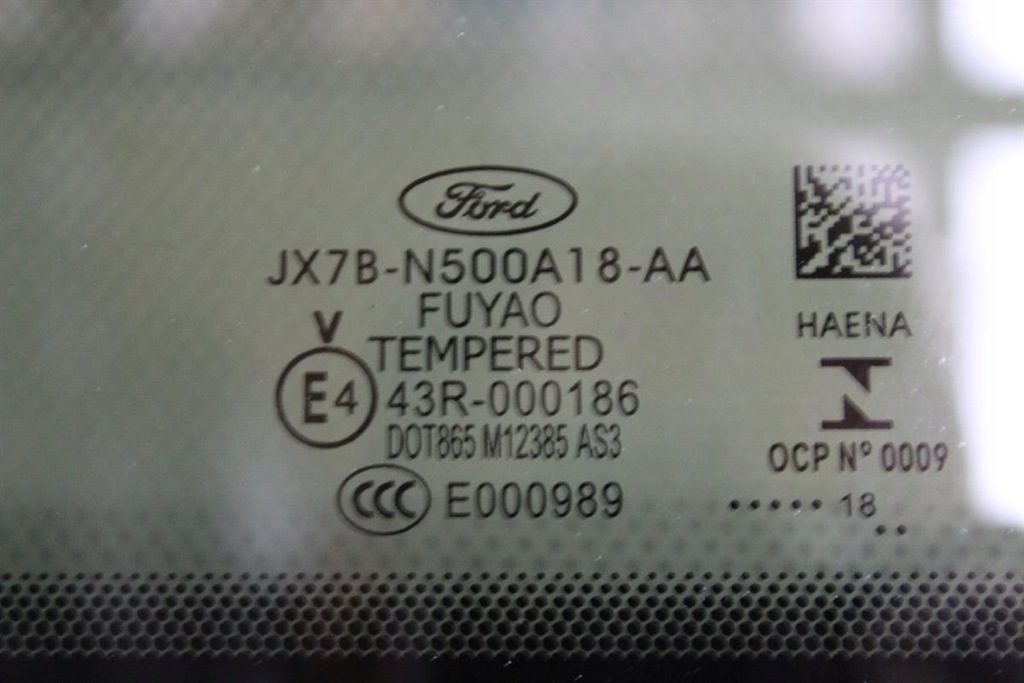 Ford
JX7B-N500A18-AA
FUYAO
V
TEMPERED
E4 43R-000186
DOT865 M12385 AS3
CCC E000989
HAENA
N
OCP Nº 0009
..... 18
..